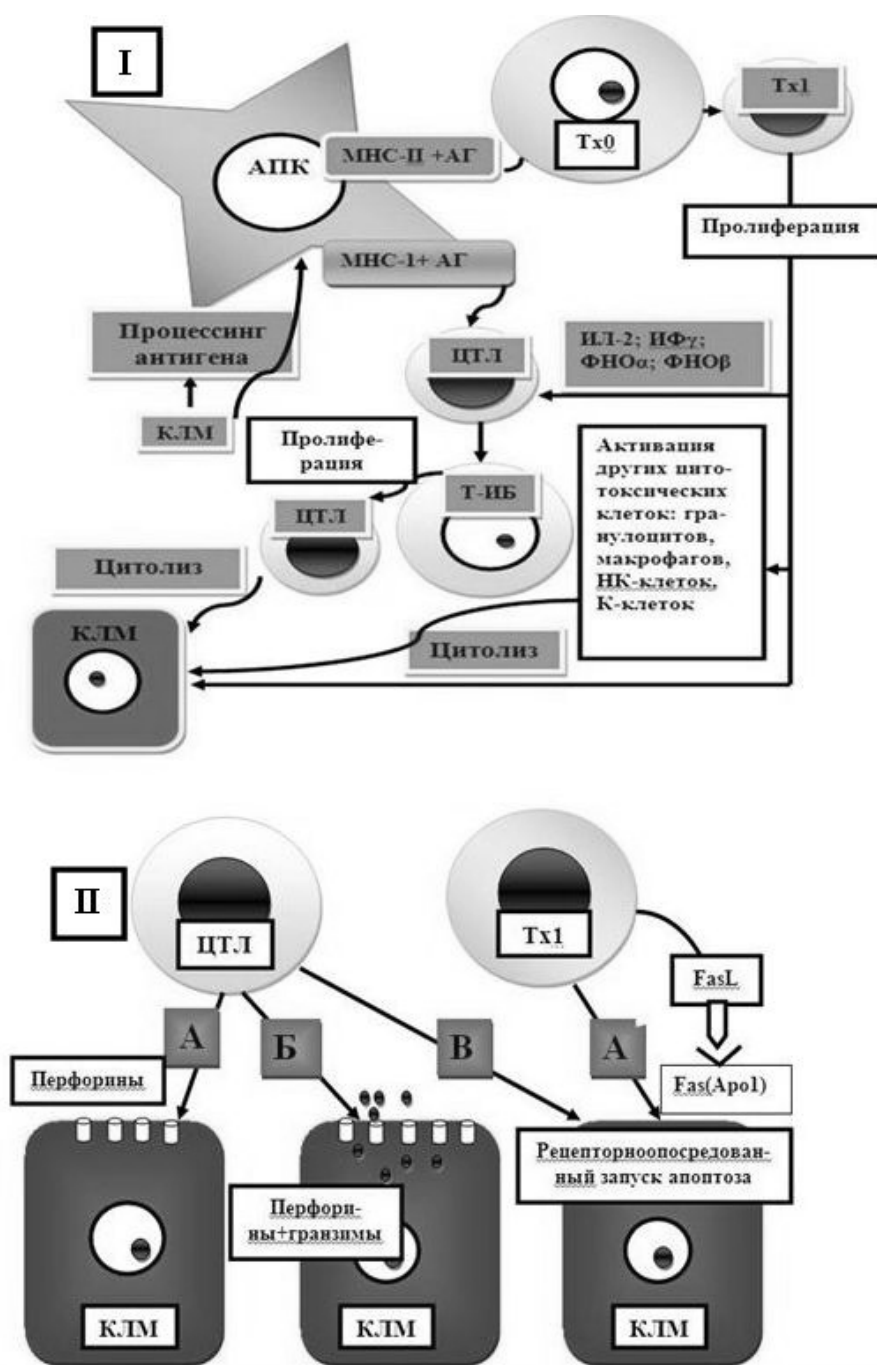 I
АПК
МНС-II +АГ
Тх0
Тх1
Пролиферация
МНС-1+ АГ
Процессинг
антигена
ЦТЛ
ИЛ-2; ИФγ;
ФНОα; ФНОβ
КЛМ
Пролифе-
рация
Т-ИБ
Активация
других цито-
токсических
клеток: гра-
нулоцитов,
макрофагов,
НК-клеток,
К-клеток
ЦТЛ
Цитолиз
КЛМ
Цитолиз
II
ЦТЛ
Тх1
FasL
А
Б
В
А
Перфорины
Fas(Apo1)
Рецепторноопосредован-
ный запуск апоптоза
Перфори-
ны+гранзимы
КЛМ
КЛМ
КЛМ